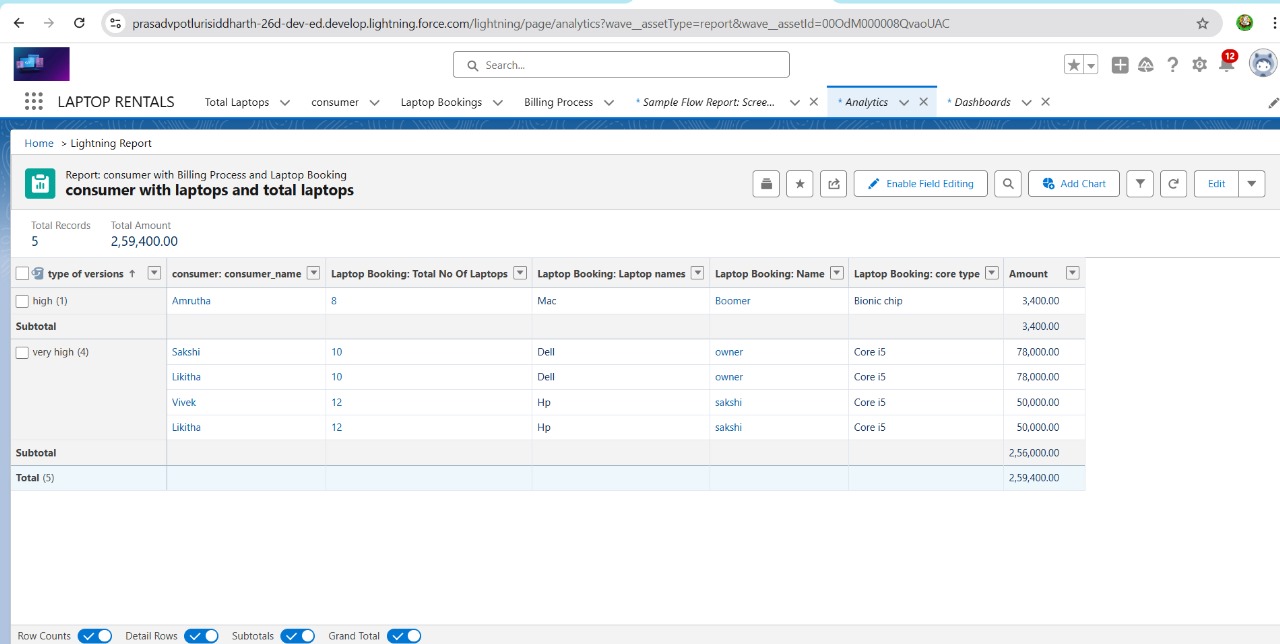 prasadvpotlurisiddharth-26d-dev-ed.develop.lightning.force.com/lightning/page/analytics?wave__assetType=report&wave__assetId=00OdM000008QvaoUAC
Search...
12
LAPTOP RENTALS Total Laptops consumer Laptop Bookings Billing Process * Sample Flow Report: Scree... * Analytics * Dashboards
Home > Lightning Report
Report: consumer with Billing Process and Laptop Booking
consumer with laptops and total laptops
Enable Field Editing Add Chart Edit
Total Records Total Amount
5 2,59,400.00
type of versions ↑ consumer: consumer_name Laptop Booking: Total No Of Laptops Laptop Booking: Laptop names Laptop Booking: Name Laptop Booking: core type Amount
high (1) Amrutha 8 Mac Boomer Bionic chip 3,400.00
Subtotal 3,400.00
very high (4) Sakshi 10 Dell owner Core i5 78,000.00
Likitha 10 Dell owner Core i5 78,000.00
Vivek 12 Hp sakshi Core i5 50,000.00
Likitha 12 Hp sakshi Core i5 50,000.00
Subtotal 2,56,000.00
Total (5) 2,59,400.00
Row Counts Detail Rows Subtotals Grand Total